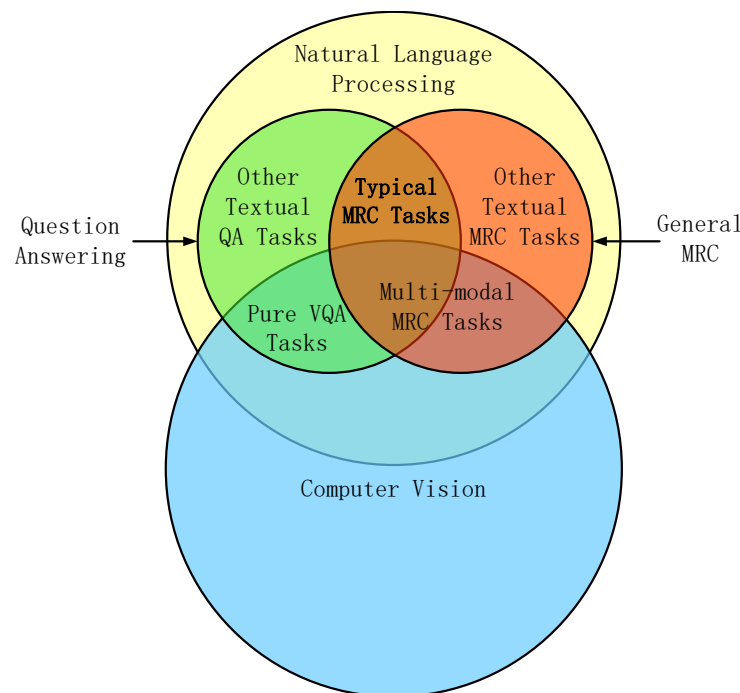 Natural Language
Processing
Other
Textual
QA Tasks
Typical
MRC Tasks
Other
Textual
MRC Tasks
Question
Answering
General
MRC
Pure VQA
Tasks
Multi-modal
MRC Tasks
Computer Vision